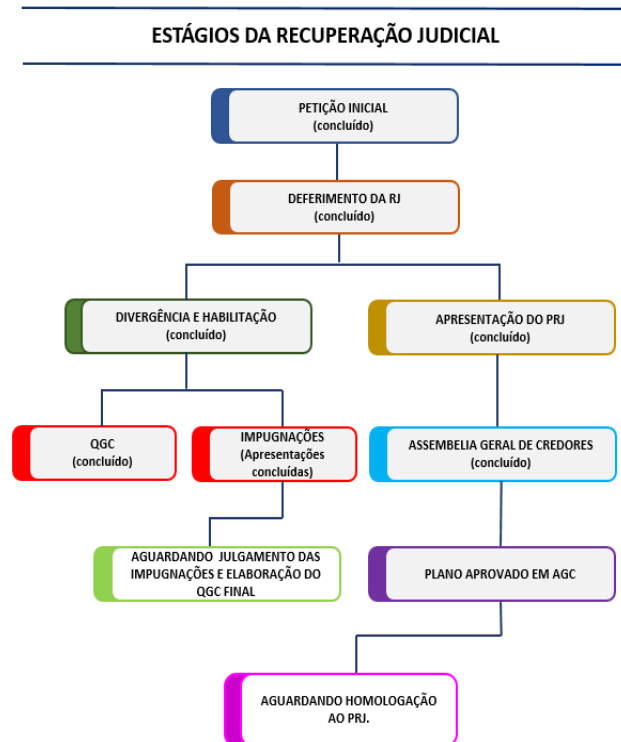 ESTÁGIOS DA RECUPERAÇÃO JUDICIAL
PETIÇÃO INICIAL
(concluído)
DEFERIMENTO DA RJ
(concluído)
DIVERGÊNCIA E HABILITAÇÃO
(concluído)
APRESENTAÇÃO DO PRJ
(concluído)
QGC
(concluído)
IMPUGNAÇÕES
(Apresentações
concluídas)
ASSEMBELIA GERAL DE CREDORES
(concluído)
AGUARDANDO JULGAMENTO DAS
IMPUGNAÇÕES E ELABORAÇÃO DO
QGC FINAL
PLANO APROVADO EM AGC
AGUARDANDO HOMOLOGAÇÃO
AO PRJ.